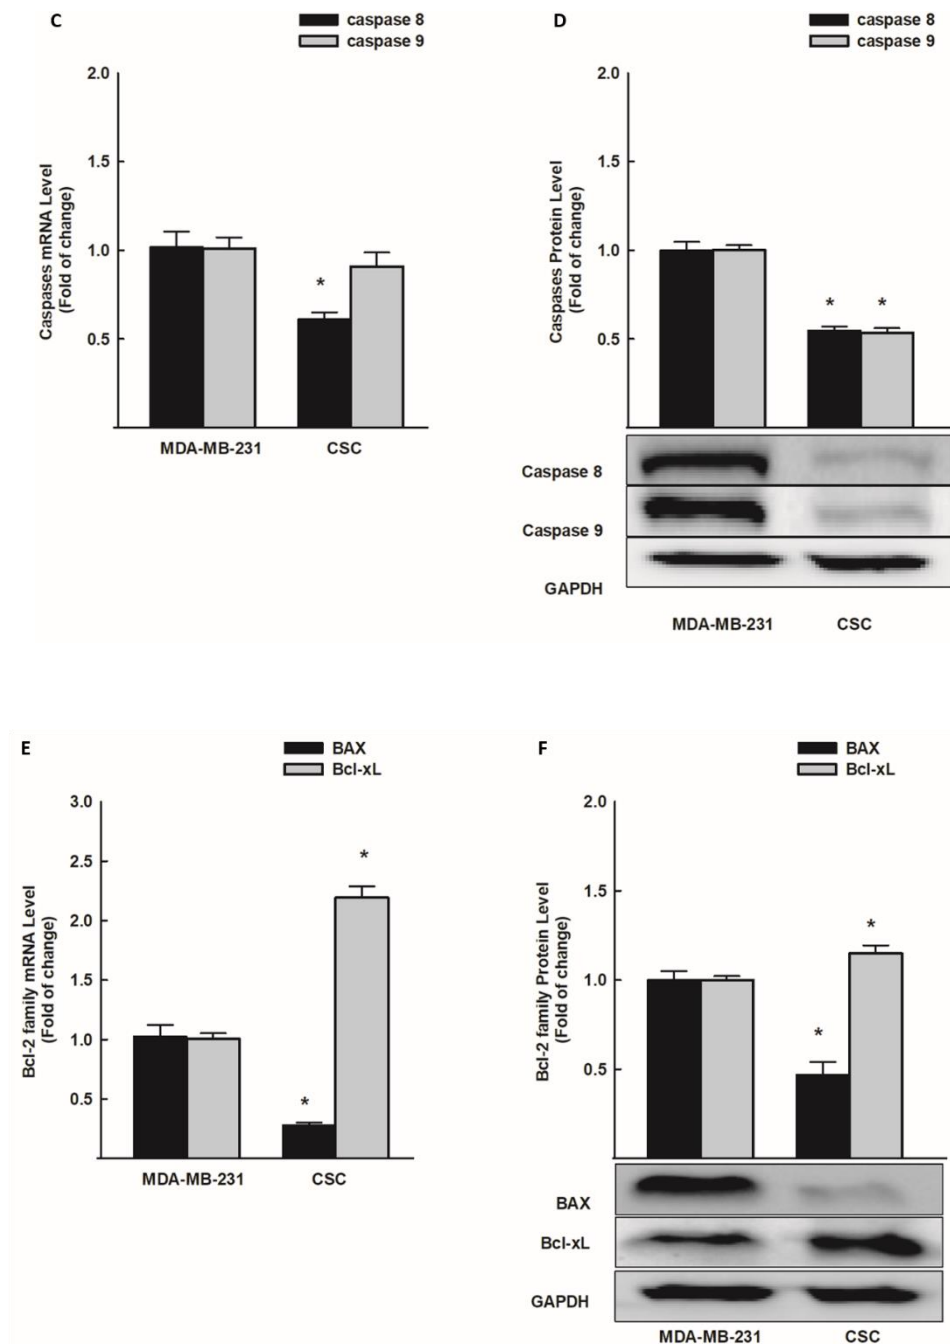 C
caspase 8
caspase 9
2.0
1.5
1.0
0.5
Caspases mRNA Level
(Fold of change)
*
MDA-MB-231 CSC
D
caspase 8
caspase 9
2.0
1.5
1.0
0.5
Caspases Protein Level
(Fold of change)
* *
Caspase 8
Caspase 9
GAPDH
MDA-MB-231 CSC
E
BAX
Bcl-xL
3.0
2.5
2.0
1.5
1.0
0.5
Bcl-2 family mRNA Level
(Fold of change)
*
*
MDA-MB-231 CSC
F
BAX
Bcl-xL
2.0
1.5
1.0
0.5
Bcl-2 family Protein Level
(Fold of change)
*
*
BAX
Bcl-xL
GAPDH
MDA-MB-231 CSC